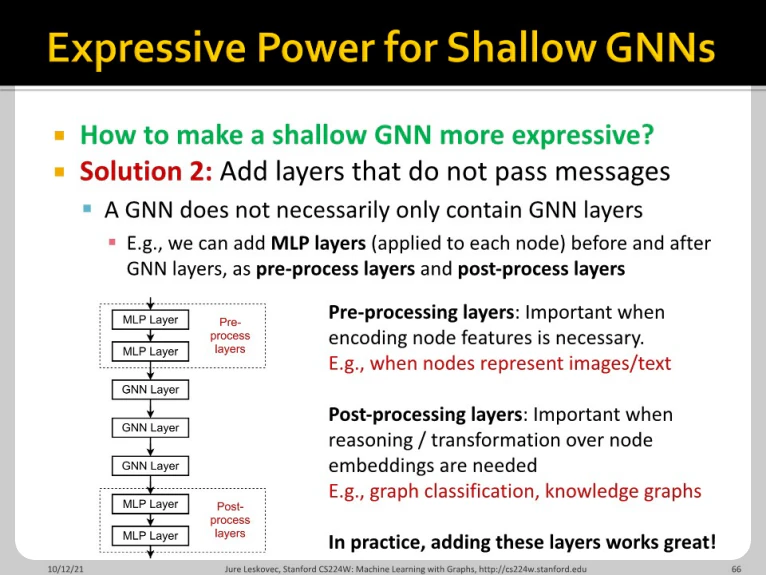 Expressive Power for Shallow GNNs
How to make a shallow GNN more expressive?
Solution 2: Add layers that do not pass messages
A GNN does not necessarily only contain GNN layers
E.g., we can add MLP layers (applied to each node) before and after
GNN layers, as pre-process layers and post-process layers
MLP Layer
MLP Layer
Pre-
process
layers
GNN Layer
GNN Layer
GNN Layer
MLP Layer
MLP Layer
Post-
process
layers
Pre-processing layers: Important when
encoding node features is necessary.
E.g., when nodes represent images/text
Post-processing layers: Important when
reasoning / transformation over node
embeddings are needed
E.g., graph classification, knowledge graphs
In practice, adding these layers works great!
10/12/21
Jure Leskovec, Stanford CS224W: Machine Learning with Graphs, http://cs224w.stanford.edu
66